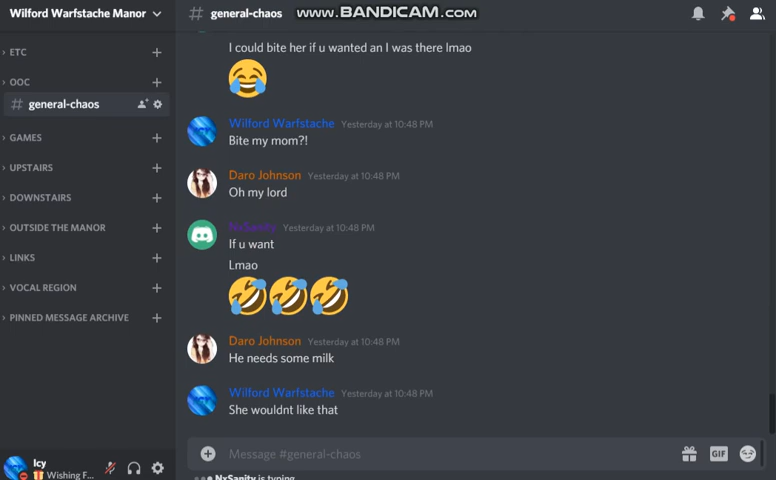 Wilford Warfstache Manor
# general-chaos
www.BANDICAM.com
ETC
OOC
# general-chaos
GAMES
UPSTAIRS
DOWNSTAIRS
OUTSIDE THE MANOR
LINKS
VOCAL REGION
PINNED MESSAGE ARCHIVE
Icy
Wishing F...
I could bite her if u wanted an I was there lmao
😂
Wilford Warfstache Yesterday at 10:48 PM
Bite my mom?!
Daro Johnson Yesterday at 10:48 PM
Oh my lord
NxSanity Yesterday at 10:48 PM
If u want
Lmao
🤣🤣🤣
Daro Johnson Yesterday at 10:48 PM
He needs some milk
Wilford Warfstache Yesterday at 10:48 PM
She wouldnt like that
Message #general-chaos
GIF
NxSanity is typing